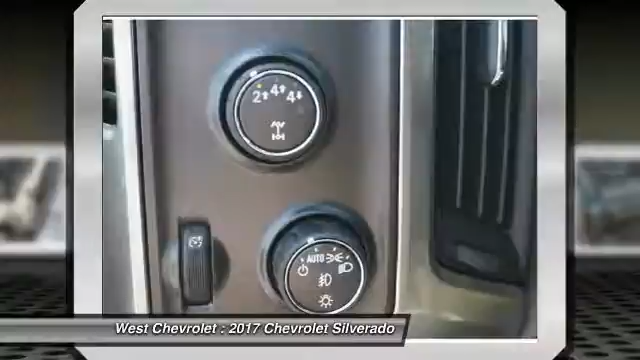 2↑ 4↑ 4↓
AUTO
West Chevrolet : 2017 Chevrolet Silverado